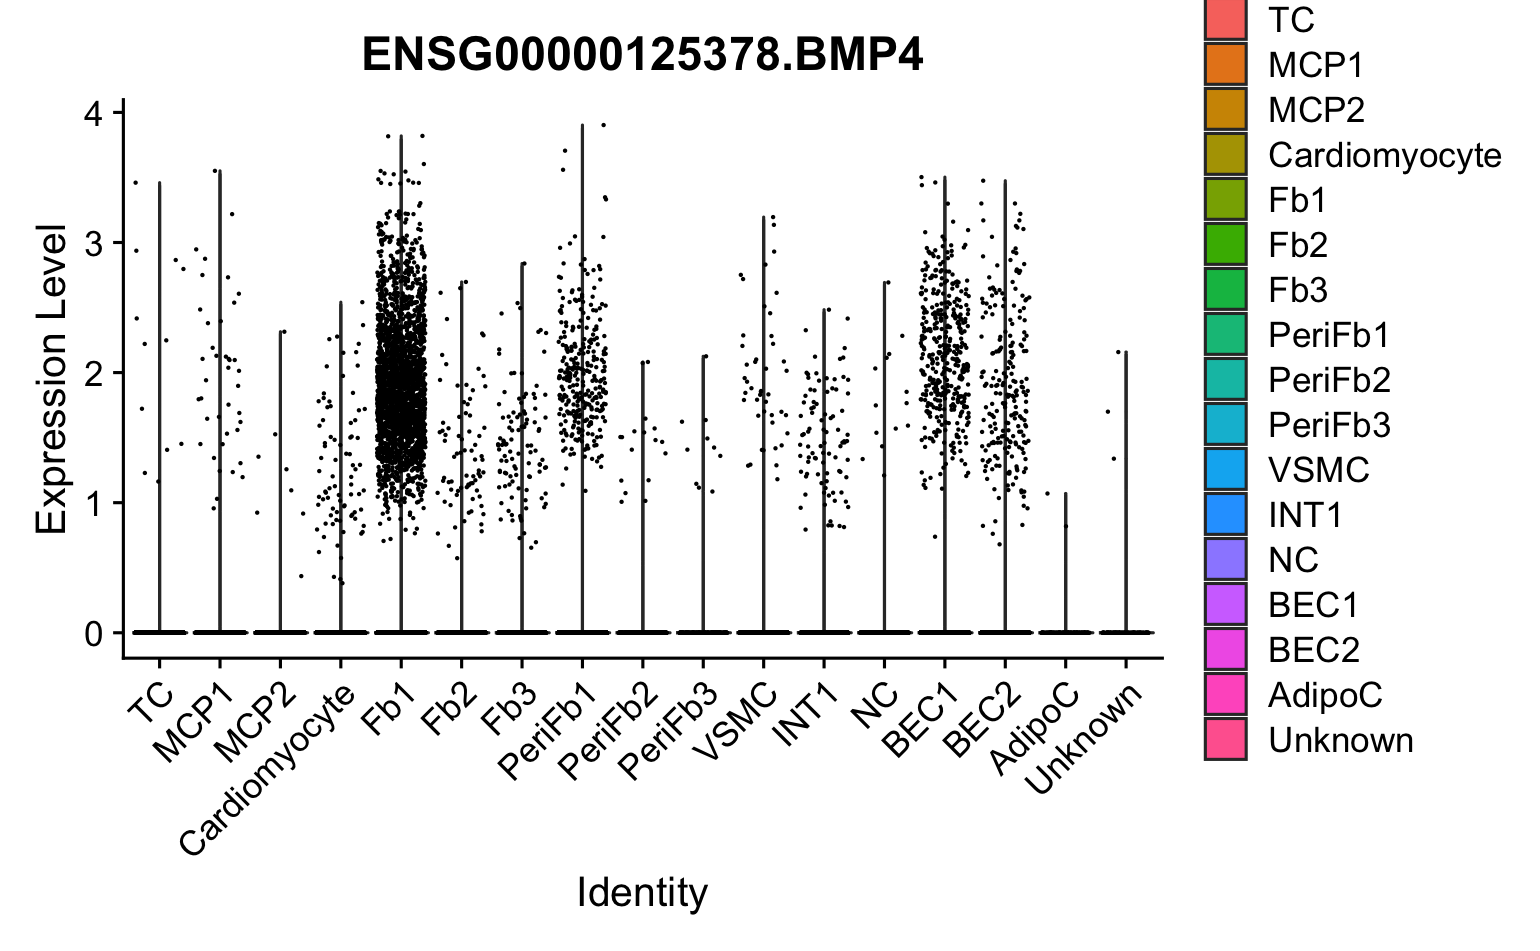 ENSG00000125378.BMP4
Expression Level
4
3
2
1
0
TC
MCP1
MCP2
Cardiomyocyte
Fb1
Fb2
Fb3
PeriFb1
PeriFb2
PeriFb3
VSMC
INT1
NC
BEC1
BEC2
AdipoC
Unknown
Identity
TC
MCP1
MCP2
Cardiomyocyte
Fb1
Fb2
Fb3
PeriFb1
PeriFb2
PeriFb3
VSMC
INT1
NC
BEC1
BEC2
AdipoC
Unknown